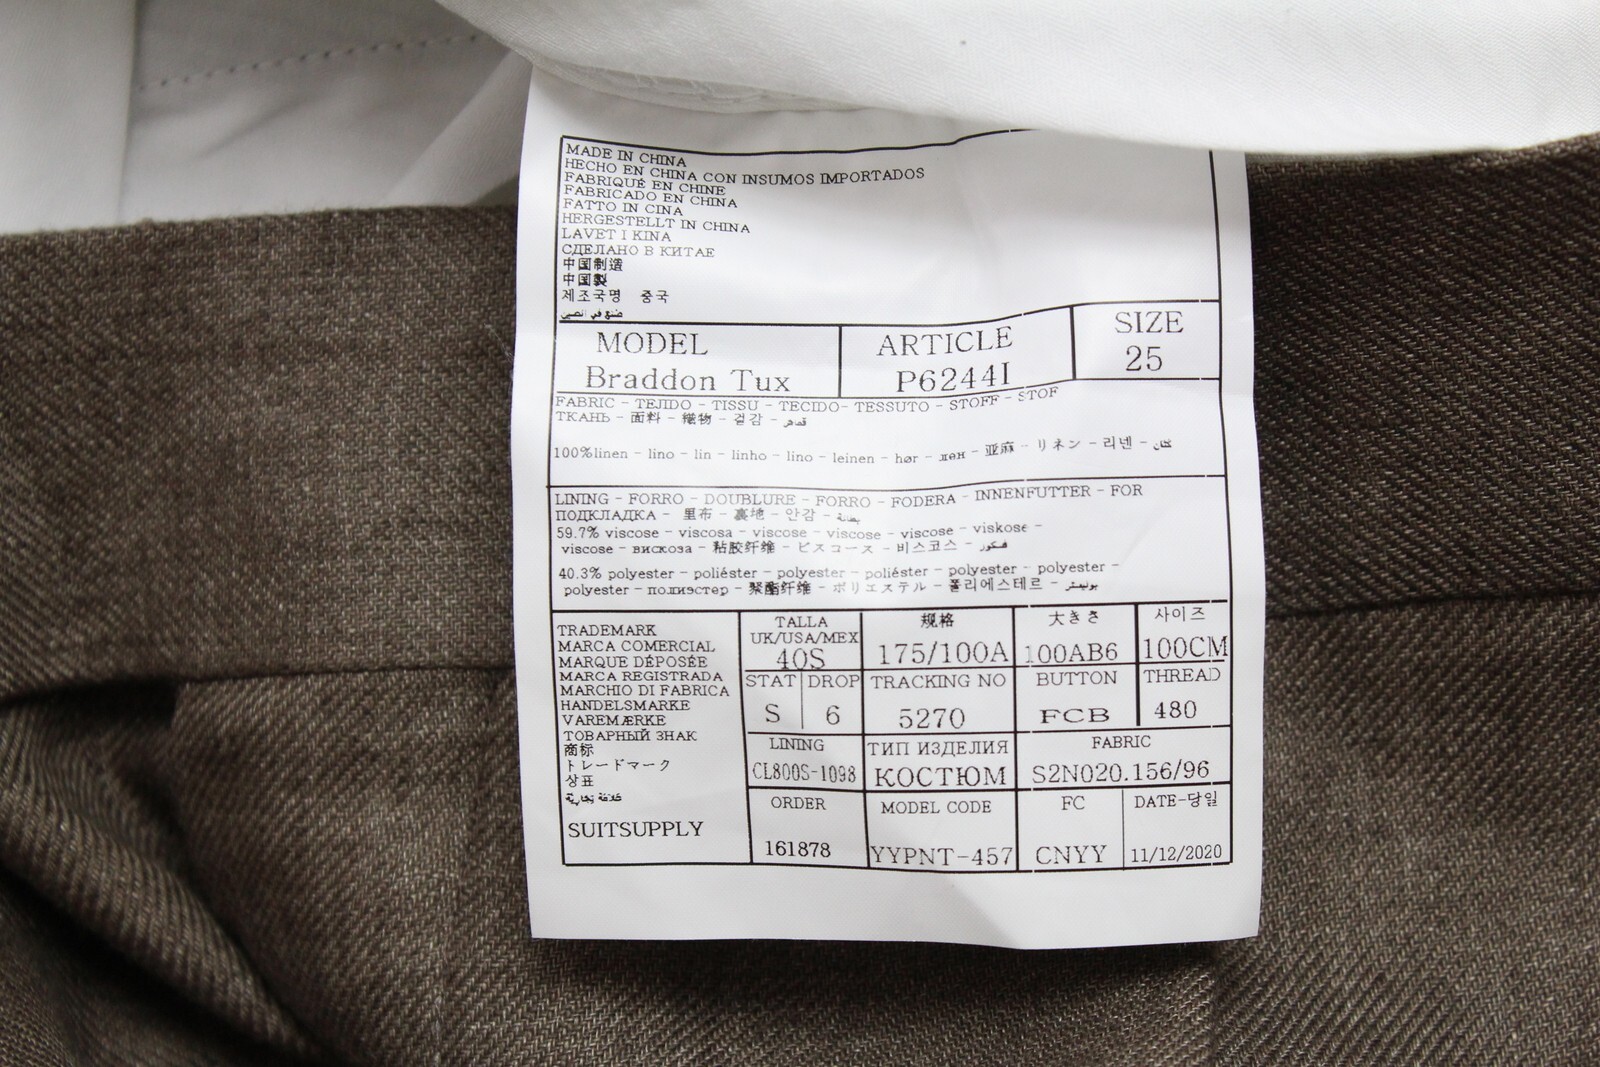 MADE IN CHINA
HECHO EN CHINA CON INSUMOS IMPORTADOS
FABRIQUÉ EN CHINE
FABRICADO EN CHINA
FATTO IN CINA
HERGESTELLT IN CHINA
LAVET I KINA
СДЕЛАНО В КИТАЕ
中国制造
中国製
제조국명 중국
صنع في الصين
MODEL ARTICLE SIZE
Braddon Tux P6244I 25
FABRIC - TEJIDO - TISSU - TECIDO- TESSUTO - STOFF - STOF
ТКАНЬ - 面料 - 織物 - 겉감 - قماش
100%linen - lino - lin - linho - lino - leinen - hør - лен - 亚麻 - リネン - 리넨 - كتان
LINING - FORRO - DOUBLURE - FORRO - FODERA - INNENFUTTER - FOR
ПОДКЛАДКА - 里布 - 裏地 - 안감 - بطانة
59.7% viscose - viscosa - viscose - viscose - viscose - viskose -
viscose - вискоза - 粘胶纤维 - ビスコース - 비스코스 - فسكوز
40.3% polyester - poliéster - polyester - poliéster - polyester - polyester -
polyester - полиэстер - 聚酯纤维 - ポリエステル - 폴리에스테르 - بوليستر
TRADEMARK
MARCA COMERCIAL
MARQUE DÉPOSÉE
MARCA REGISTRADA
MARCHIO DI FABRICA
HANDELSMARKE
VAREMÆRKE
ТОВАРНЫЙ ЗНАК
商标
トレードマーク
상표
علامة تجارية
SUITSUPPLY
TALLA 规格 大きさ 사이즈
UK/USA/MEX
40S 175/100A 100AB6 100CM
STAT DROP TRACKING NO BUTTON THREAD
S 6 5270 FCB 480
LINING ТИП ИЗДЕЛИЯ FABRIC
CL800S-1098 КОСТЮМ S2N020.156/96
ORDER MODEL CODE FC DATE-당일
161878 YYPNT-457 CNYY 11/12/2020